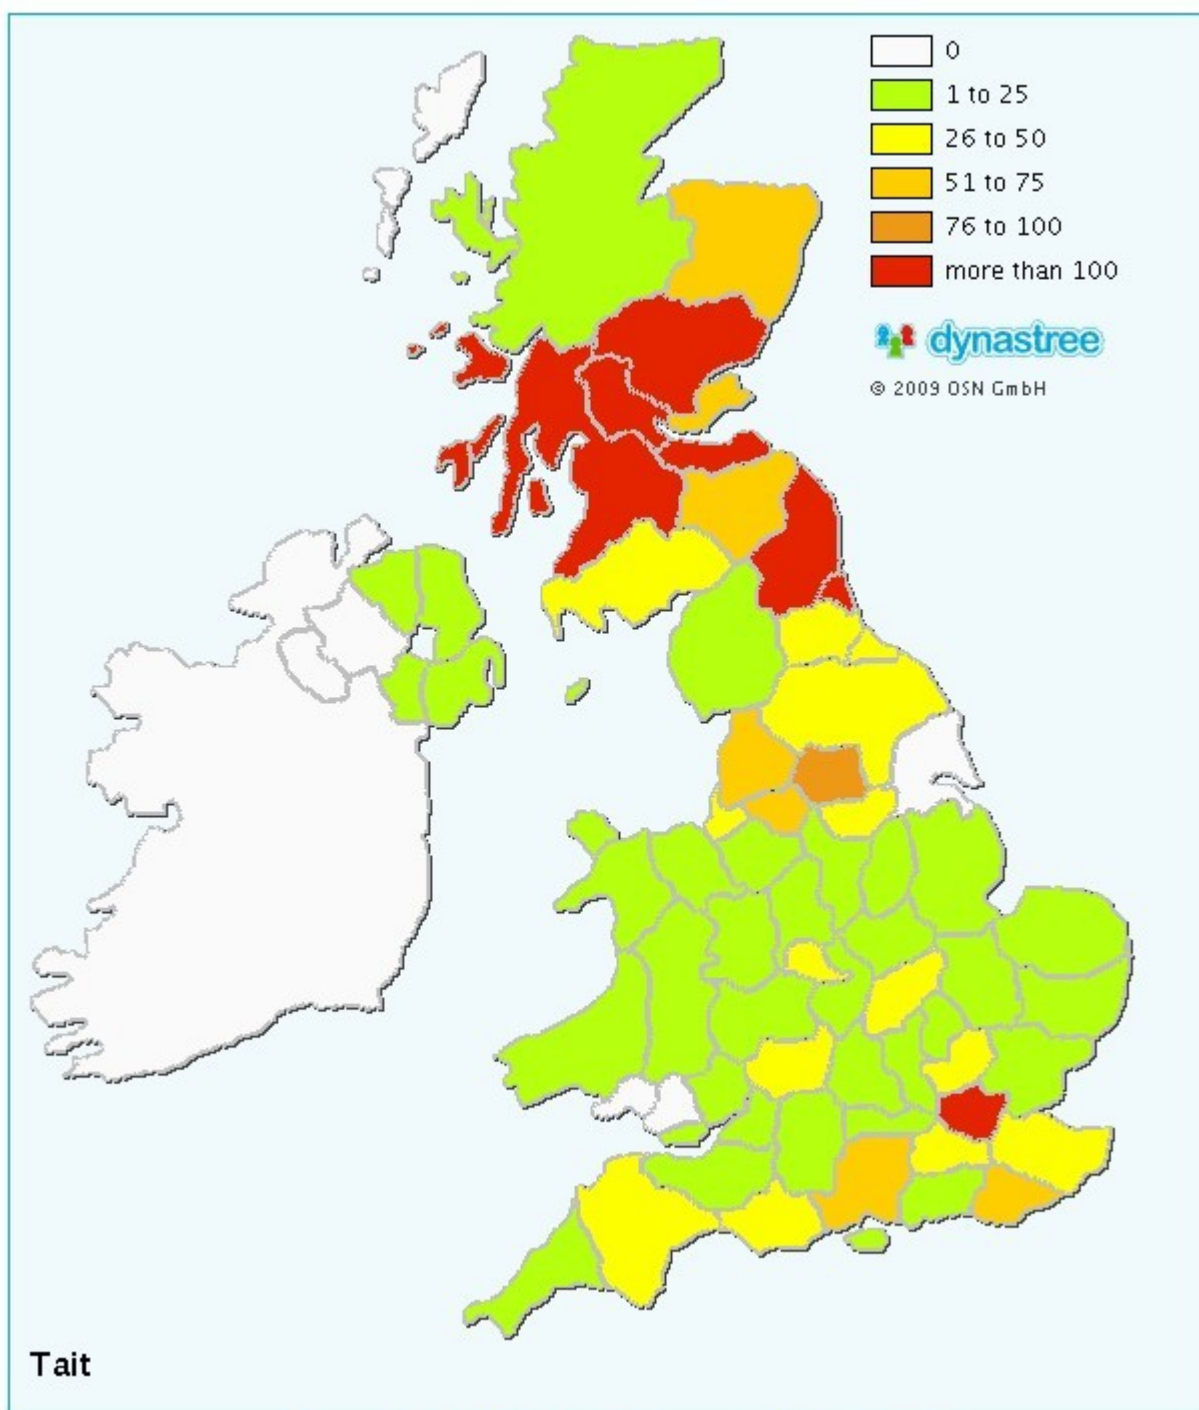 0
1 to 25
26 to 50
51 to 75
76 to 100
more than 100
dynastree
© 2009 OSN GmbH
Tait